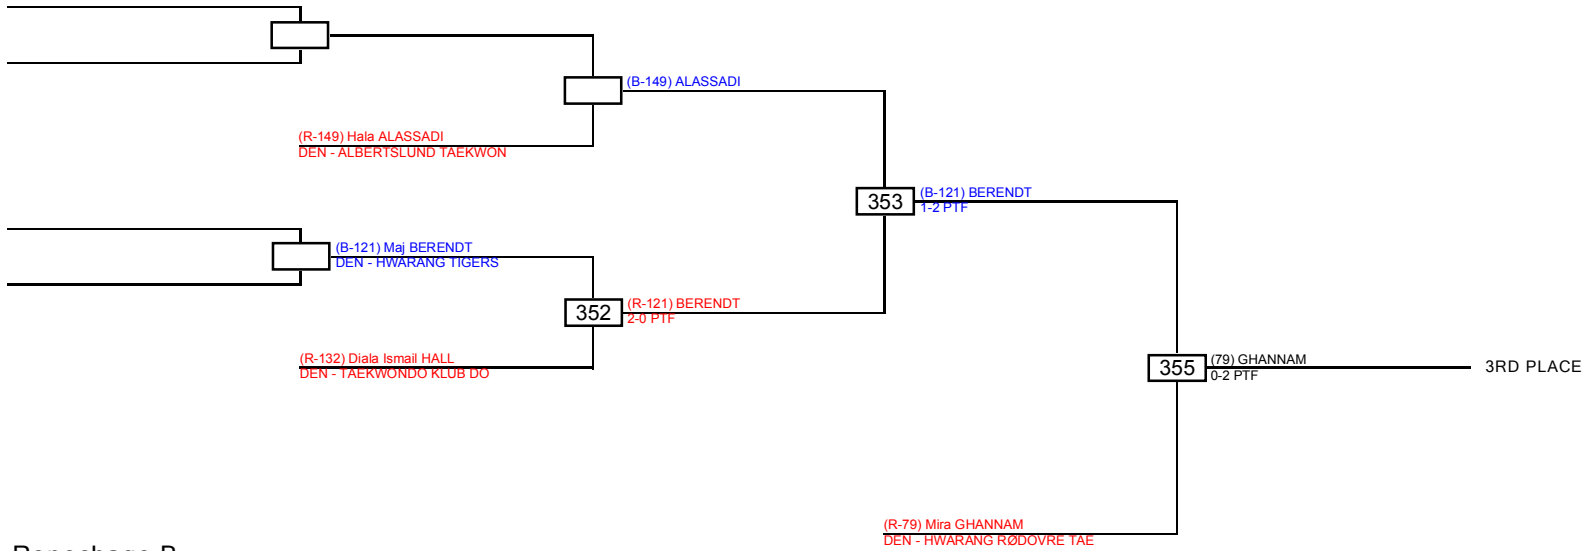 (B-149) ALASSADI
(R-149) Hala ALASSADI
DEN - ALBERTSLUND TAEKWON
353
(B-121) BERENDT
1-2 PTF
(B-121) Maj BERENDT
DEN - HWARANG TIGERS
352
(R-121) BERENDT
2-0 PTF
(R-132) Diala Ismail HALL
DEN - TAEKWONDO KLUB DO
355
(79) GHANNAM
0-2 PTF
3RD PLACE
(R-79) Mira GHANNAM
DEN - HWARANG RØDOVRE TAE
Repechage B